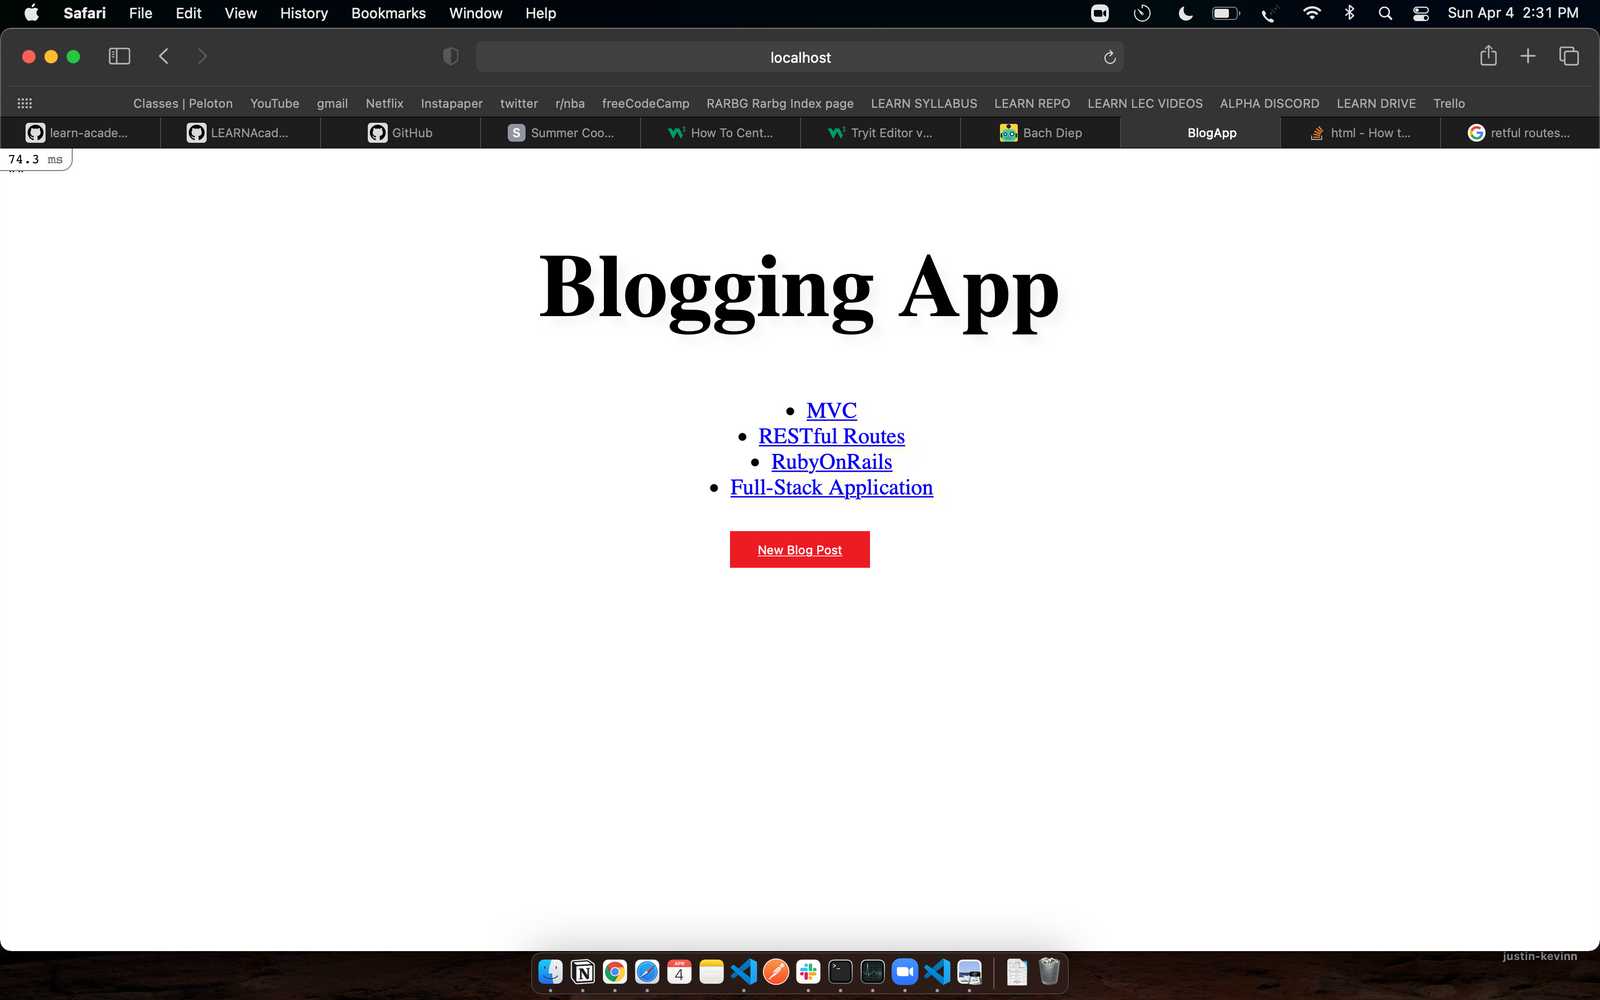 Safari File Edit View History Bookmarks Window Help Sun Apr 4 2:31 PM
localhost
Classes | Peloton YouTube gmail Netflix Instapaper twitter r/nba freeCodeCamp RARBG Rarbg Index page LEARN SYLLABUS LEARN REPO LEARN LEC VIDEOS ALPHA DISCORD LEARN DRIVE Trello
learn-acade... LEARNAcad... GitHub S Summer Coo... How To Cent... Tryit Editor v... Bach Diep BlogApp html - How t... retful routes...
74.3 ms
Blogging App
• MVC
• RESTful Routes
• RubyOnRails
• Full-Stack Application
New Blog Post
justin-kevinn
APR
4